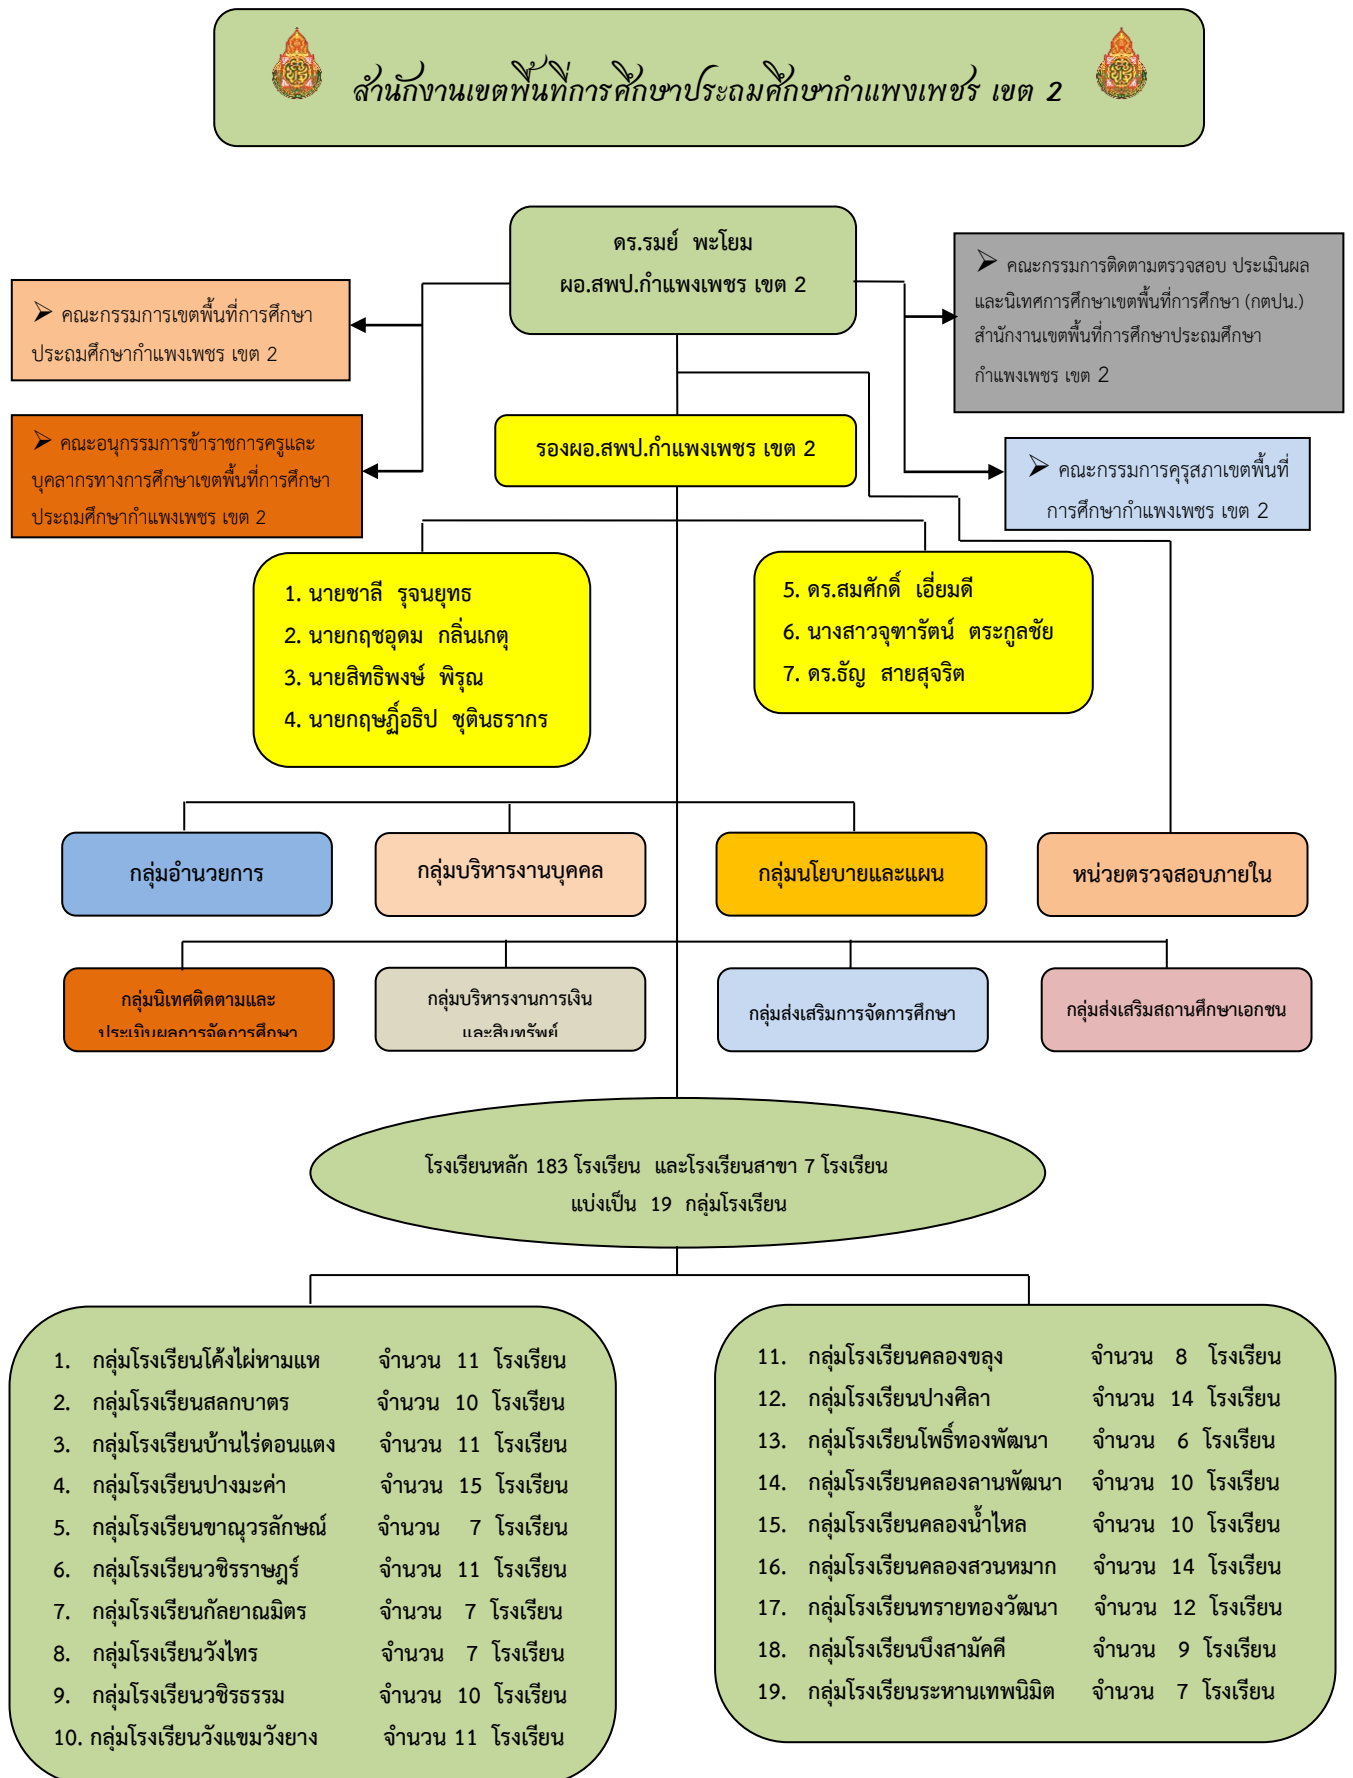 สำนักงานเขตพื้นที่การศึกษาประถมศึกษากำแพงเพชร เขต 2
ดร.รมย์ พะโยม
ผอ.สพป.กำแพงเพชร เขต 2
➢ คณะกรรมการเขตพื้นที่การศึกษา
ประถมศึกษากำแพงเพชร เขต 2
➢ คณะกรรมการติดตามตรวจสอบ ประเมินผล
และนิเทศการศึกษาเขตพื้นที่การศึกษา (กตปน.)
สำนักงานเขตพื้นที่การศึกษาประถมศึกษา
กำแพงเพชร เขต 2
➢ คณะอนุกรรมการข้าราชการครูและ
บุคลากรทางการศึกษาเขตพื้นที่การศึกษา
ประถมศึกษากำแพงเพชร เขต 2
รองผอ.สพป.กำแพงเพชร เขต 2
➢ คณะกรรมการคุรุสภาเขตพื้นที่
การศึกษากำแพงเพชร เขต 2
1. นายชาลี รุจนยุทธ
2. นายกฤชอุดม กลิ่นเกตุ
3. นายสิทธิพงษ์ พิรุณ
4. นายกฤษฏิ์อธิป ชุตินธรากร
5. ดร.สมศักดิ์ เอี่ยมดี
6. นางสาวจุฑารัตน์ ตระกูลชัย
7. ดร.ธัญ สายสุจริต
กลุ่มอำนวยการ
กลุ่มบริหารงานบุคคล
กลุ่มนโยบายและแผน
หน่วยตรวจสอบภายใน
กลุ่มนิเทศติดตามและ
ประเมินผลการจัดการศึกษา
กลุ่มบริหารงานการเงิน
และสินทรัพย์
กลุ่มส่งเสริมการจัดการศึกษา
กลุ่มส่งเสริมสถานศึกษาเอกชน
โรงเรียนหลัก 183 โรงเรียน และโรงเรียนสาขา 7 โรงเรียน
แบ่งเป็น 19 กลุ่มโรงเรียน
1. กลุ่มโรงเรียนโค้งไผ่หามแห จำนวน 11 โรงเรียน
2. กลุ่มโรงเรียนสลกบาตร จำนวน 10 โรงเรียน
3. กลุ่มโรงเรียนบ้านไร่ดอนแตง จำนวน 11 โรงเรียน
4. กลุ่มโรงเรียนปางมะค่า จำนวน 15 โรงเรียน
5. กลุ่มโรงเรียนขาณุวรลักษณ์ จำนวน 7 โรงเรียน
6. กลุ่มโรงเรียนวชิรราษฎร์ จำนวน 11 โรงเรียน
7. กลุ่มโรงเรียนกัลยาณมิตร จำนวน 7 โรงเรียน
8. กลุ่มโรงเรียนวังไทร จำนวน 7 โรงเรียน
9. กลุ่มโรงเรียนวชิรธรรม จำนวน 10 โรงเรียน
10. กลุ่มโรงเรียนวังแขมวังยาง จำนวน 11 โรงเรียน
11. กลุ่มโรงเรียนคลองขลุง จำนวน 8 โรงเรียน
12. กลุ่มโรงเรียนปางศิลา จำนวน 14 โรงเรียน
13. กลุ่มโรงเรียนโพธิ์ทองพัฒนา จำนวน 6 โรงเรียน
14. กลุ่มโรงเรียนคลองลานพัฒนา จำนวน 10 โรงเรียน
15. กลุ่มโรงเรียนคลองน้ำไหล จำนวน 10 โรงเรียน
16. กลุ่มโรงเรียนคลองสวนหมาก จำนวน 14 โรงเรียน
17. กลุ่มโรงเรียนทรายทองวัฒนา จำนวน 12 โรงเรียน
18. กลุ่มโรงเรียนบึงสามัคคี จำนวน 9 โรงเรียน
19. กลุ่มโรงเรียนระหานเทพนิมิต จำนวน 7 โรงเรียน